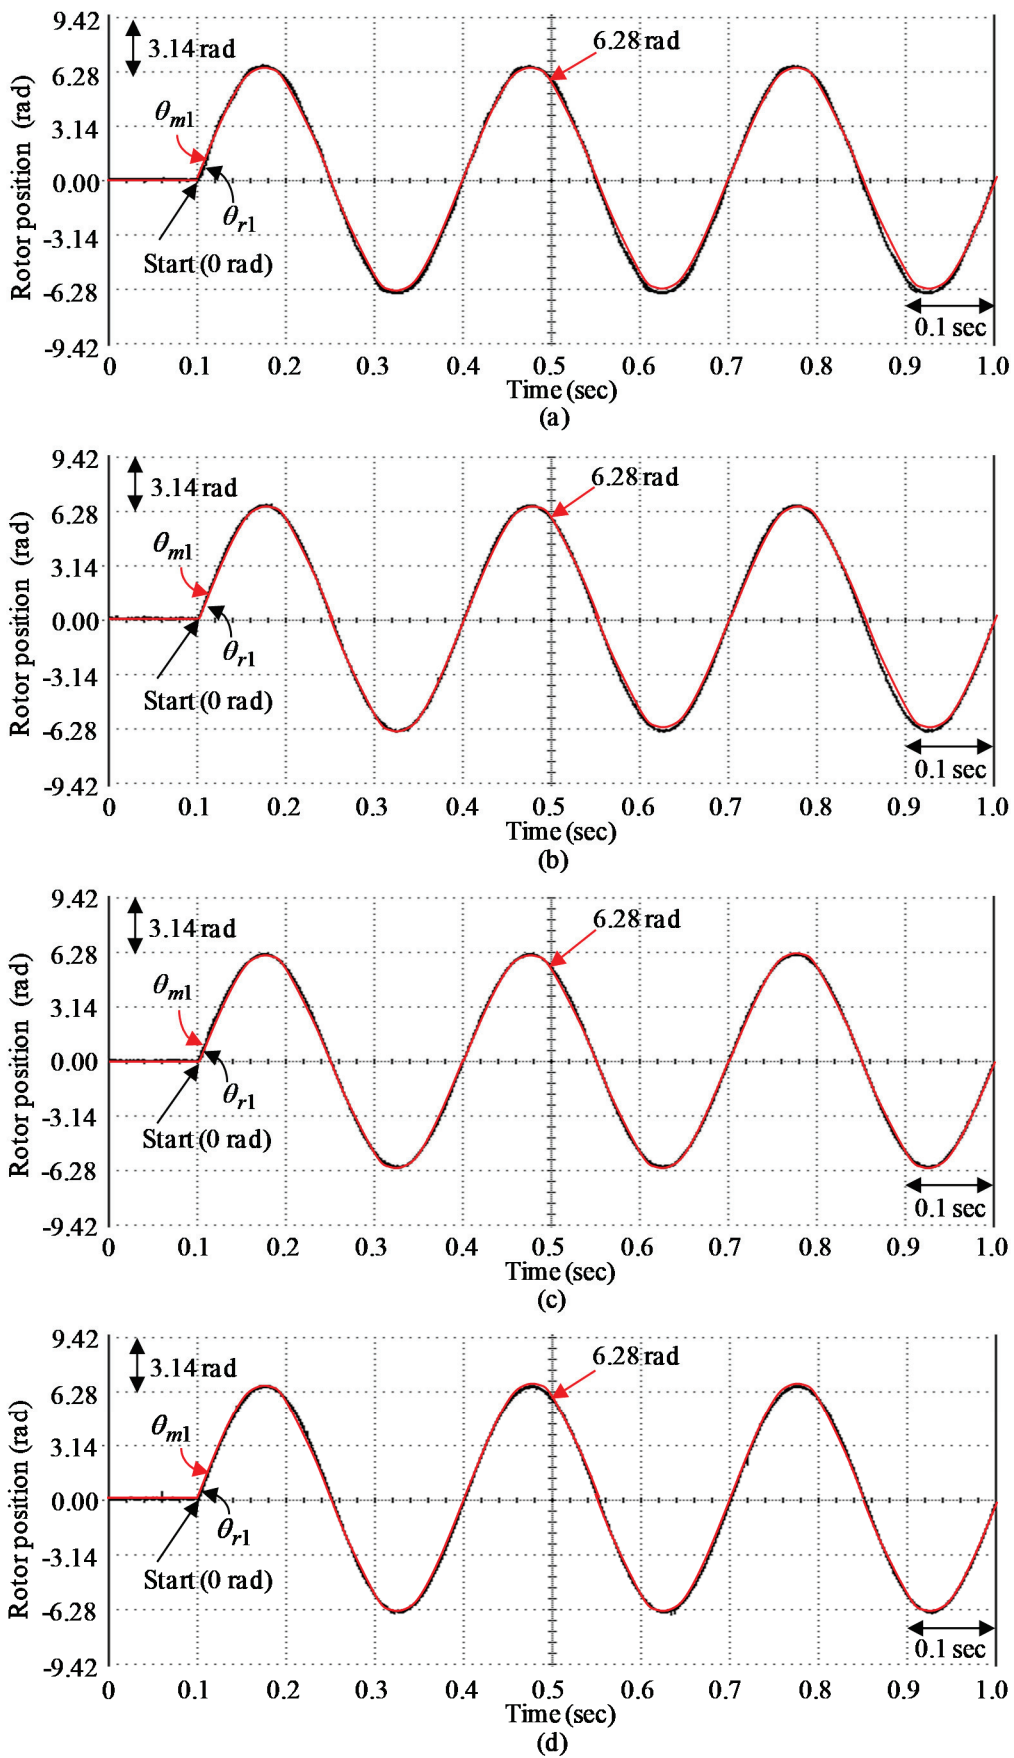 9.42
3.14 rad
6.28 rad
6.28
θm1
3.14
0.00
θr1
-3.14
Start (0 rad)
-6.28
0.1 sec
-9.42
Rotor position (rad)
0 0.1 0.2 0.3 0.4 0.5 0.6 0.7 0.8 0.9 1.0
Time (sec)
(a)
9.42
3.14 rad
6.28 rad
6.28
θm1
3.14
0.00
θr1
-3.14
Start (0 rad)
-6.28
0.1 sec
-9.42
Rotor position (rad)
0 0.1 0.2 0.3 0.4 0.5 0.6 0.7 0.8 0.9 1.0
Time (sec)
(b)
9.42
3.14 rad
6.28 rad
6.28
θm1
3.14
0.00
θr1
-3.14
Start (0 rad)
-6.28
0.1 sec
-9.42
Rotor position (rad)
0 0.1 0.2 0.3 0.4 0.5 0.6 0.7 0.8 0.9 1.0
Time (sec)
(c)
9.42
3.14 rad
6.28 rad
6.28
θm1
3.14
0.00
θr1
-3.14
Start (0 rad)
-6.28
0.1 sec
-9.42
Rotor position (rad)
0 0.1 0.2 0.3 0.4 0.5 0.6 0.7 0.8 0.9 1.0
Time (sec)
(d)